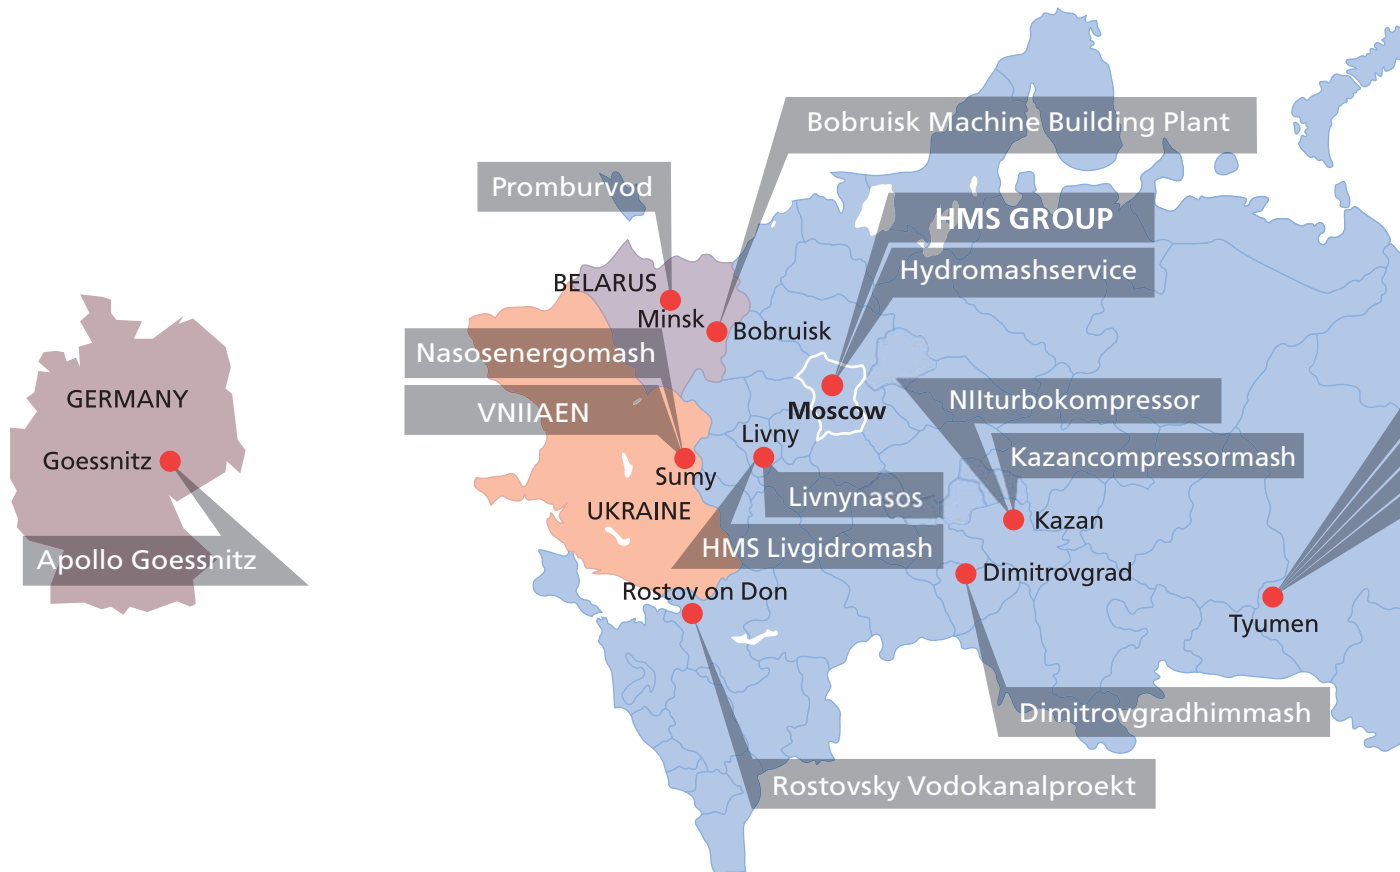 Bobruisk Machine Building Plant
Promburvod
HMS GROUP
Hydromashservice
BELARUS
Minsk
Bobruisk
Nasosenergomash
VNIIAEN
GERMANY
Goessnitz
Apollo Goessnitz
Moscow
NIIturbokompressor
Kazancompressormash
Livny
Sumy
UKRAINE
Livnynasos
HMS Livgidromash
Kazan
Dimitrovgrad
Rostov on Don
Tyumen
Dimitrovgradhimmash
Rostovsky Vodokanalproekt